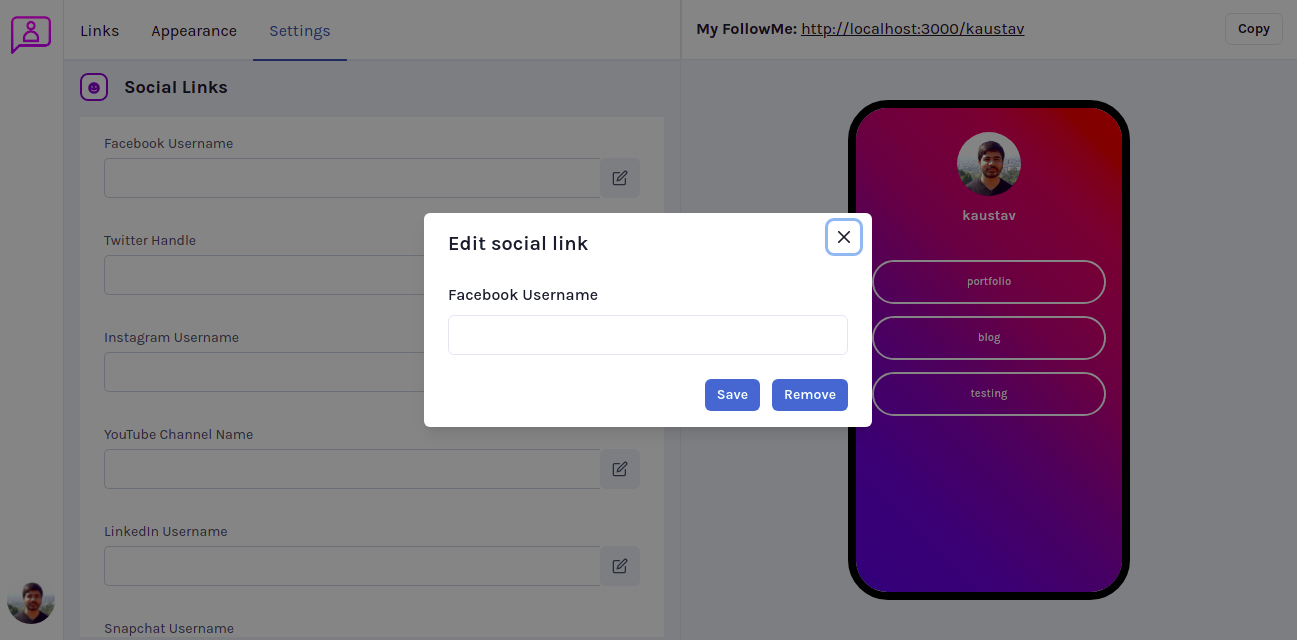 Links Appearance Settings
My FollowMe: http://localhost:3000/kaustav Copy
Social Links
Facebook Username
Twitter Handle
Instagram Username
YouTube Channel Name
LinkedIn Username
Snapchat Username
Edit social link
Facebook Username
Save Remove
kaustav
portfolio
blog
testing